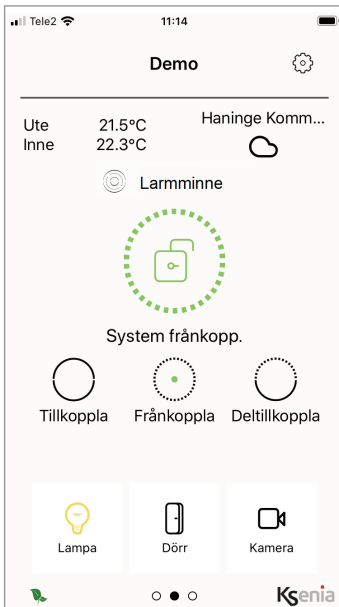 Tele2 11:14
Demo
Ute 21.5°C Haninge Komm...
Inne 22.3°C
Larmminne
System frånkopp.
Tillkoppla Frånkoppla Deltillkoppla
Lampa Dörr Kamera
Ksenia